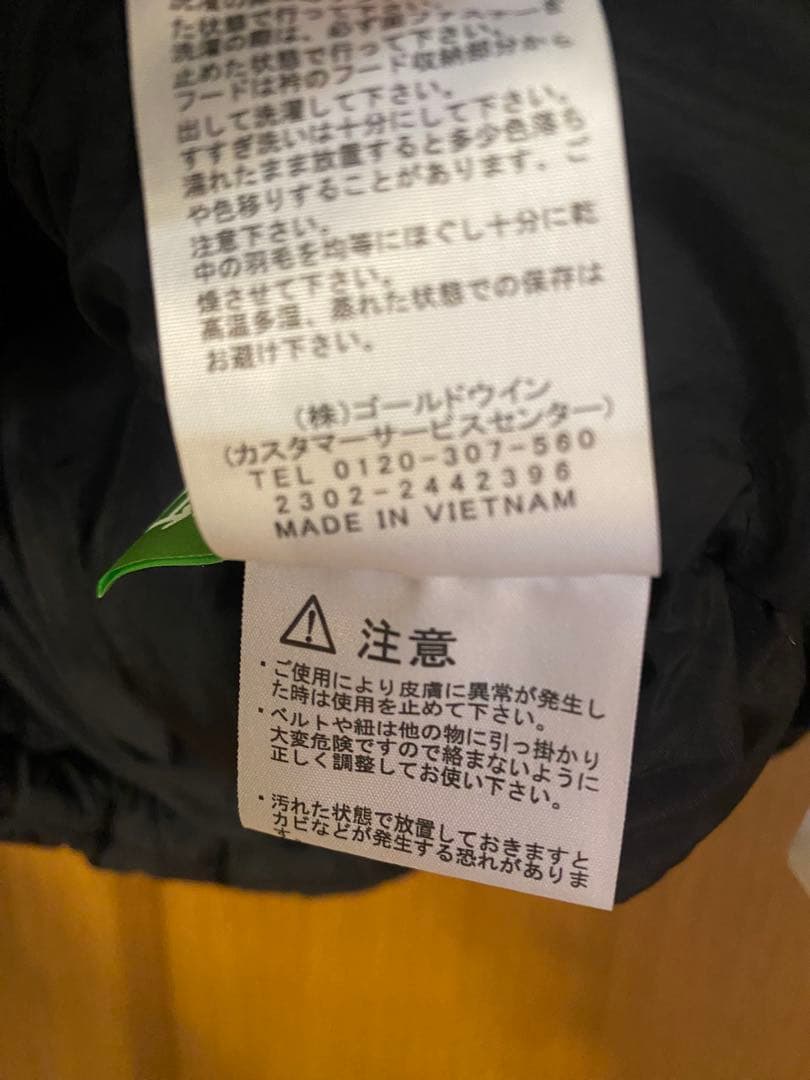 た状態で行って下さい。
洗濯の際は、必ず面ファスナーを
止めた状態で行って下さい。
フードは衿のフード収納部分から
出して洗濯して下さい。
すすぎ洗いは十分にして下さい。
濡れたまま放置すると多少色落ち
や色移りすることがあります。ご
注意下さい。
中の羽毛を均等にほぐし十分に乾
燥させて下さい。
高温多湿、蒸れた状態での保存は
お避け下さい。
(株)ゴールドウイン
(カスタマーサービスセンター)
TEL 0120-307-560
2302-2442396
MADE IN VIETNAM
注意
・ご使用により皮膚に異常が発生し
た時は使用を止めて下さい。
・ベルトや紐は他の物に引っ掛かり
大変危険ですので絡まないように
正しく調整してお使い下さい。
・汚れた状態で放置しておきますと
カビなどが発生する恐れがありま
す。